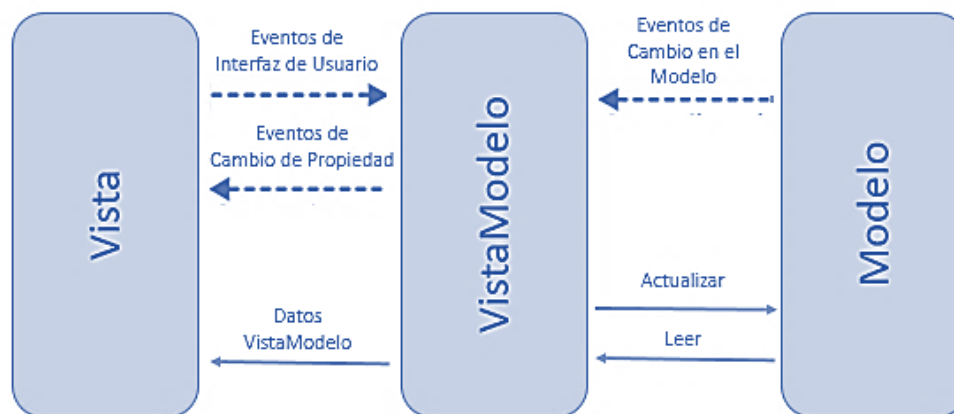 Vista
Eventos de
Interfaz de Usuario
Eventos de
Cambio de Propiedad
Datos
VistaModelo
VistaModelo
Eventos de
Cambio en el
Modelo
Actualizar
Leer
Modelo